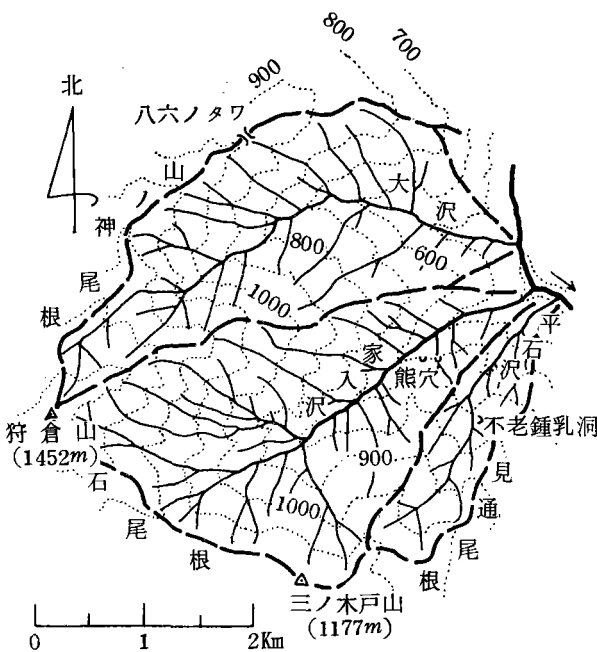 800
700
900
北
八六ノタワ
神ノ山尾根
大沢
800
600
1000
入家沢
熊穴
平石沢
不老鍾乳洞
狩倉山
(1452m)
900
見通尾根
石尾根
1000
三ノ木戸山
(1177m)
0 1 2Km